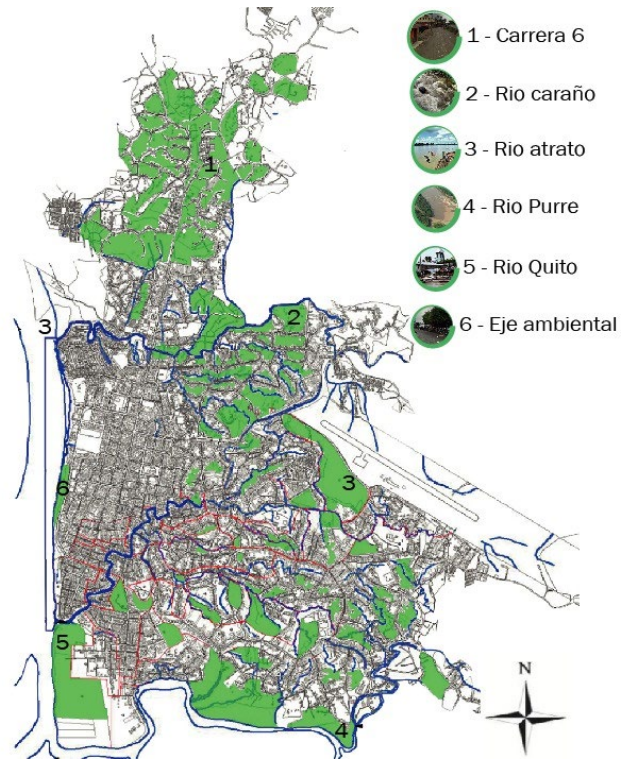 1 - Carrera 6
2 - Rio caraño
3 - Rio atrato
4 - Rio Purre
5 - Rio Quito
6 - Eje ambiental
1
2
3
3
6
5
4
N